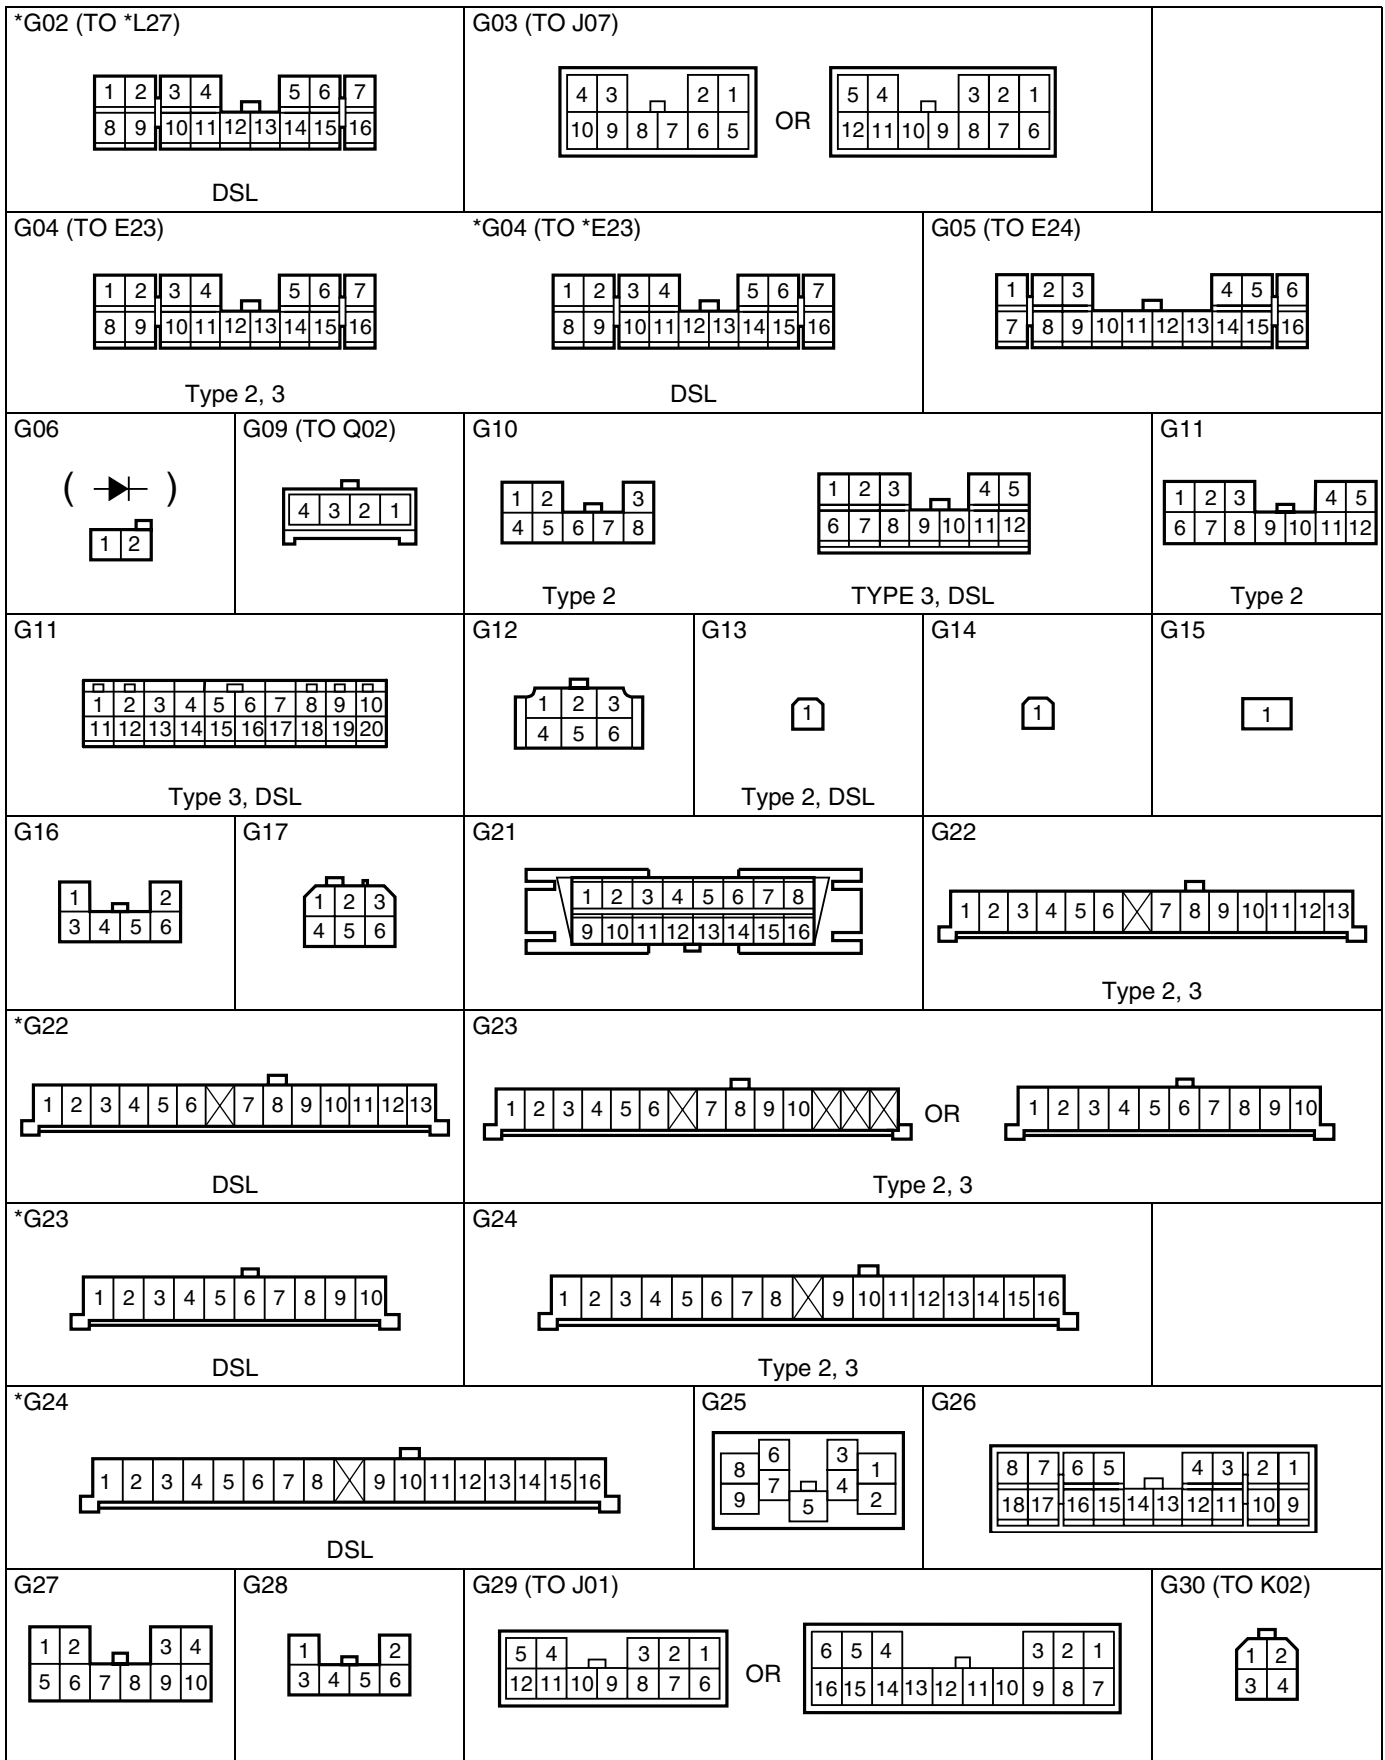 *G02 (TO *L27)
1 2 3 4 5 6 7
8 9 10 11 12 13 14 15 16
DSL
G03 (TO J07)
4 3 2 1
10 9 8 7 6 5
OR
5 4 3 2 1
12 11 10 9 8 7 6
G04 (TO E23)
1 2 3 4 5 6 7
8 9 10 11 12 13 14 15 16
Type 2, 3
*G04 (TO *E23)
1 2 3 4 5 6 7
8 9 10 11 12 13 14 15 16
DSL
G05 (TO E24)
1 2 3 4 5 6
7 8 9 10 11 12 13 14 15 16
G06
( )
1 2
G09 (TO Q02)
4 3 2 1
G10
1 2 3
4 5 6 7 8
Type 2
1 2 3 4 5
6 7 8 9 10 11 12
TYPE 3, DSL
G11
1 2 3 4 5
6 7 8 9 10 11 12
Type 2
G11
1 2 3 4 5 6 7 8 9 10
11 12 13 14 15 16 17 18 19 20
Type 3, DSL
G12
1 2 3
4 5 6
G13
1
Type 2, DSL
G14
1
G15
1
G16
1 2
3 4 5 6
G17
1 2 3
4 5 6
G21
1 2 3 4 5 6 7 8
9 10 11 12 13 14 15 16
G22
1 2 3 4 5 6 7 8 9 10 11 12 13
Type 2, 3
*G22
1 2 3 4 5 6 7 8 9 10 11 12 13
DSL
G23
1 2 3 4 5 6 7 8 9 10
OR
1 2 3 4 5 6 7 8 9 10
Type 2, 3
*G23
1 2 3 4 5 6 7 8 9 10
DSL
G24
1 2 3 4 5 6 7 8 9 10 11 12 13 14 15 16
Type 2, 3
*G24
1 2 3 4 5 6 7 8 9 10 11 12 13 14 15 16
DSL
G25
6 3
8 1
7 4
9 5 2
G26
8 7 6 5 4 3 2 1
18 17 16 15 14 13 12 11 10 9
G27
1 2 3 4
5 6 7 8 9 10
G28
1 2
3 4 5 6
G29 (TO J01)
5 4 3 2 1
12 11 10 9 8 7 6
OR
6 5 4 3 2 1
16 15 14 13 12 11 10 9 8 7
G30 (TO K02)
1 2
3 4